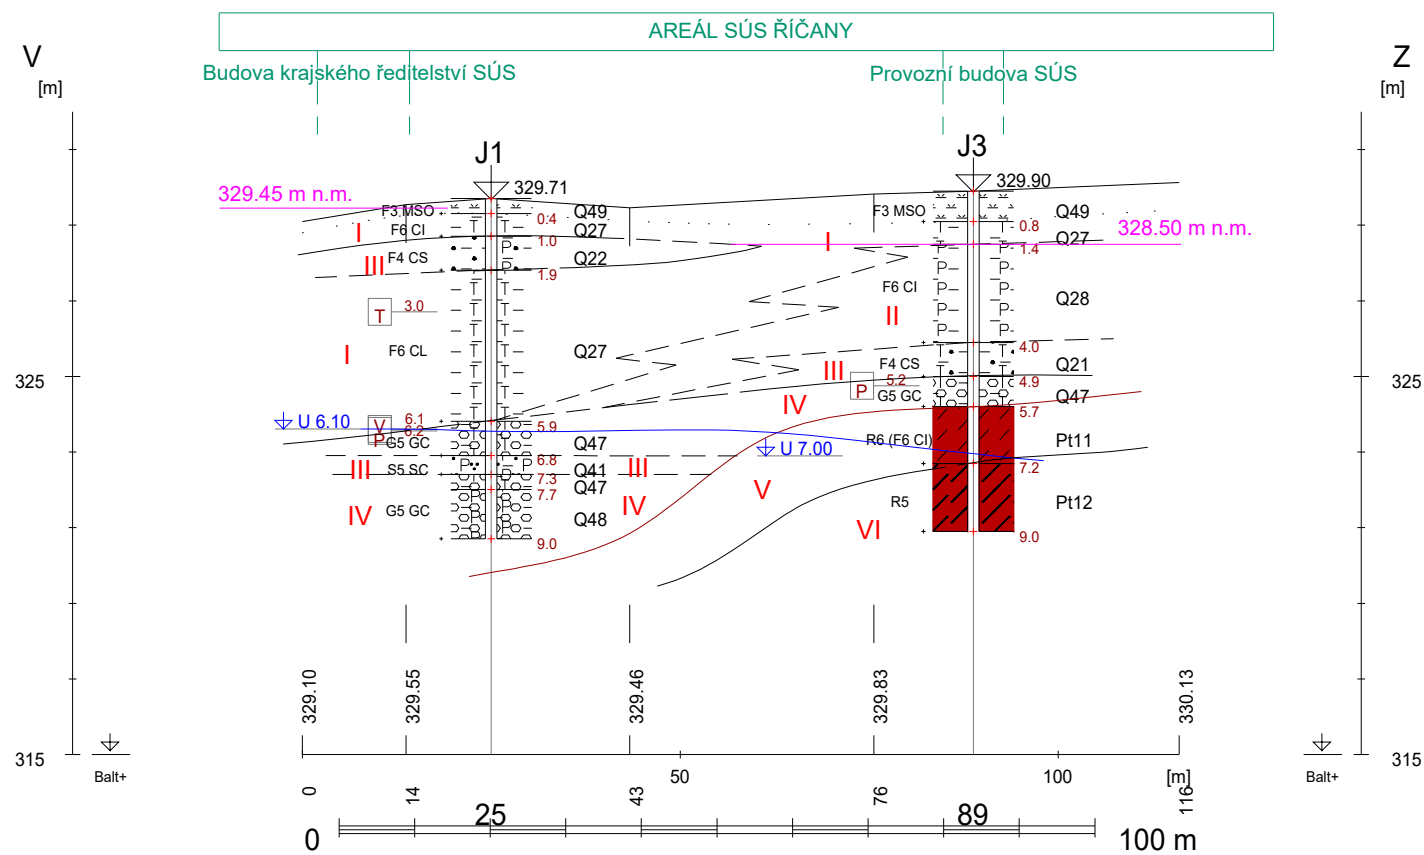 AREÁL SÚS ŘÍČANY
V
Z
Budova krajského ředitelství SÚS
Provozní budova SÚS
[m]
[m]
J1
J3
329.45 m n.m.
329.71
329.90
F3 MSO
0.4
Q49
F3 MSO
0.8
Q49
I
F6 CI
1.0
Q27
I
1.4
Q27
328.50 m n.m.
III
F4 CS
1.9
Q22
T
3.0
F6 CI
Q28
II
I
F6 CL
Q27
4.0
325
III
F4 CS
4.9
Q21
325
P
5.2
G5 GC
Q47
IV
5.7
U 6.10
V
6.1
5.9
P
6.2
G5 GC
Q47
R6 (F6 CI)
Pt11
U 7.00
6.8
III
S5 SC
Q41
III
7.3
7.2
Q47
7.7
V
IV
G5 GC
Q48
IV
R5
Pt12
VI
9.0
9.0
329.10
329.55
329.46
329.83
330.13
315
315
Balt+
Balt+
50
100
[m]
0
14
43
76
116
25
89
0
100 m